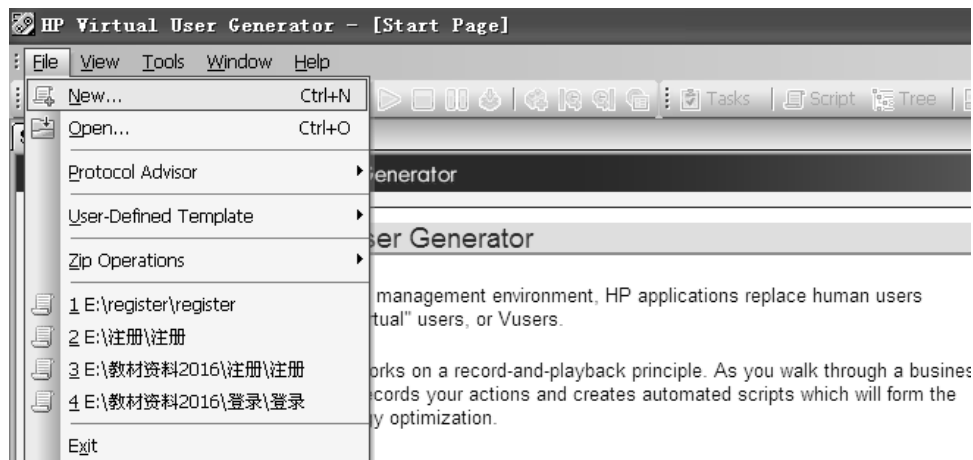 HP Virtual User Generator - [Start Page]
File View Tools Window Help
New... Ctrl+N
Tasks Script Tree
Open... Ctrl+O
Protocol Advisor
enerator
User-Defined Template
ser Generator
Zip Operations
1 E:\register\register
management environment, HP applications replace human users
tual" users, or Vusers.
2 E:\注册\注册
3 E:\教材资料2016\注册\注册
orks on a record-and-playback principle. As you walk through a busines
4 E:\教材资料2016\登录\登录
cords your actions and creates automated scripts which will form the
y optimization.
Exit